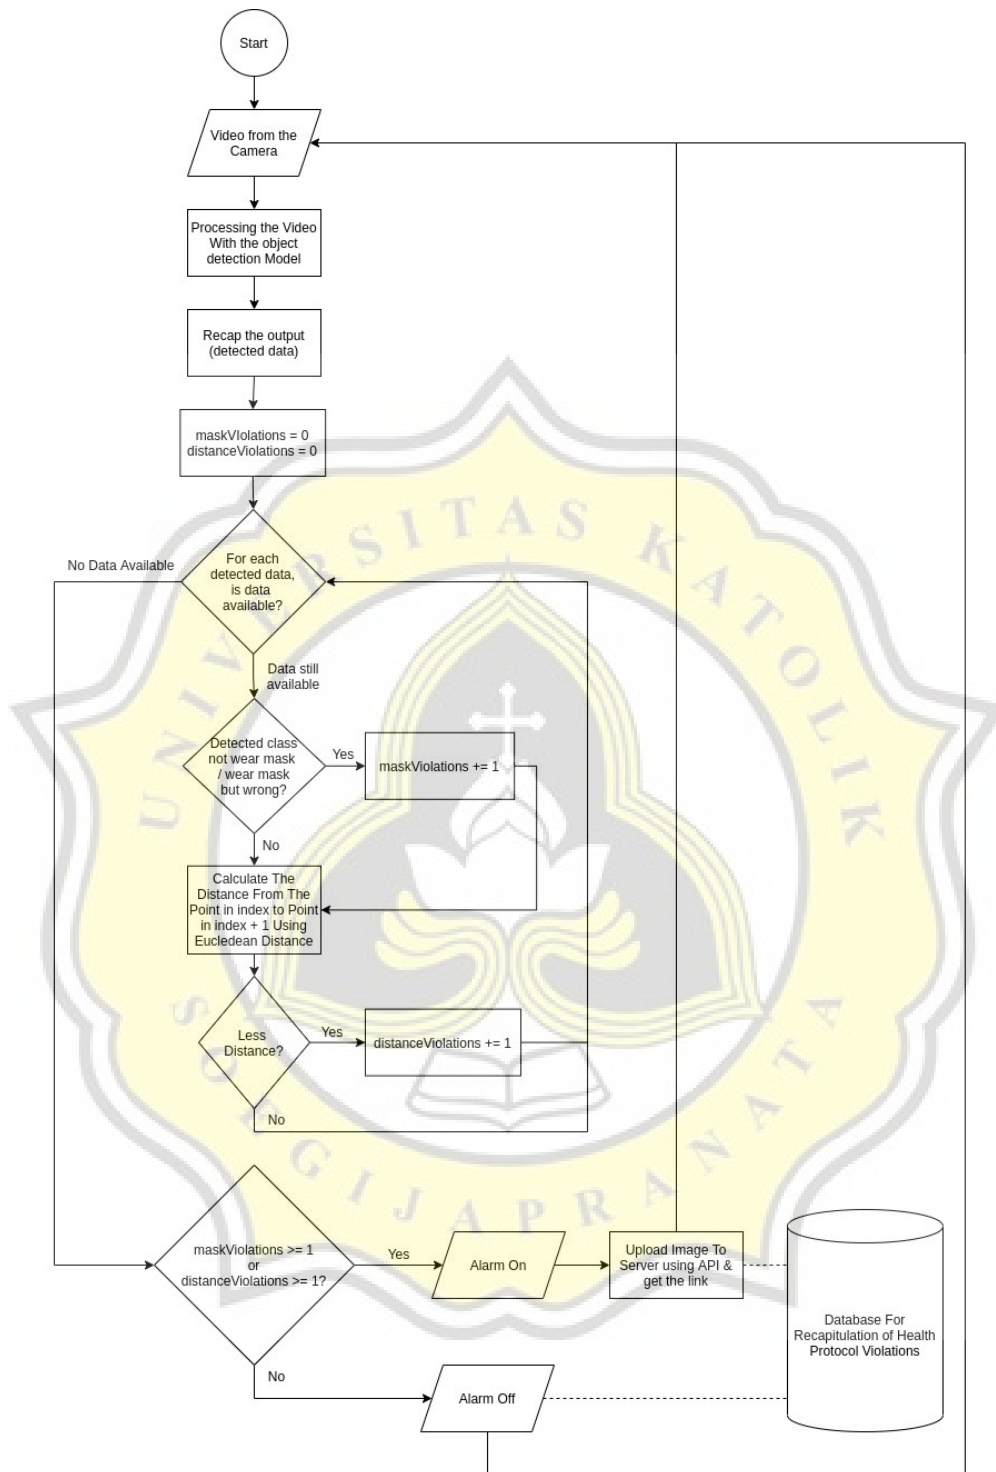 Start
Video from the
Camera
Processing the Video
With the object
detection Model
Recap the output
(detected data)
maskVIolations = 0
distanceViolations = 0
For each
detected data,
is data
available?
No Data Available
Data still
available
Detected class
not wear mask
/ wear mask
but wrong?
Yes
maskViolations += 1
No
Calculate The
Distance From The
Point in index to Point
in index + 1 Using
Eucledean Distance
Less
Distance?
Yes
distanceViolations += 1
No
maskViolations >= 1
or
distanceViolations >= 1?
Yes
Alarm On
Upload Image To
Server using API &
get the link
Database For
Recapitulation of Health
Protocol Violations
No
Alarm Off
UNIVERSITAS KATOLIK
SOEGIJAPRANATA